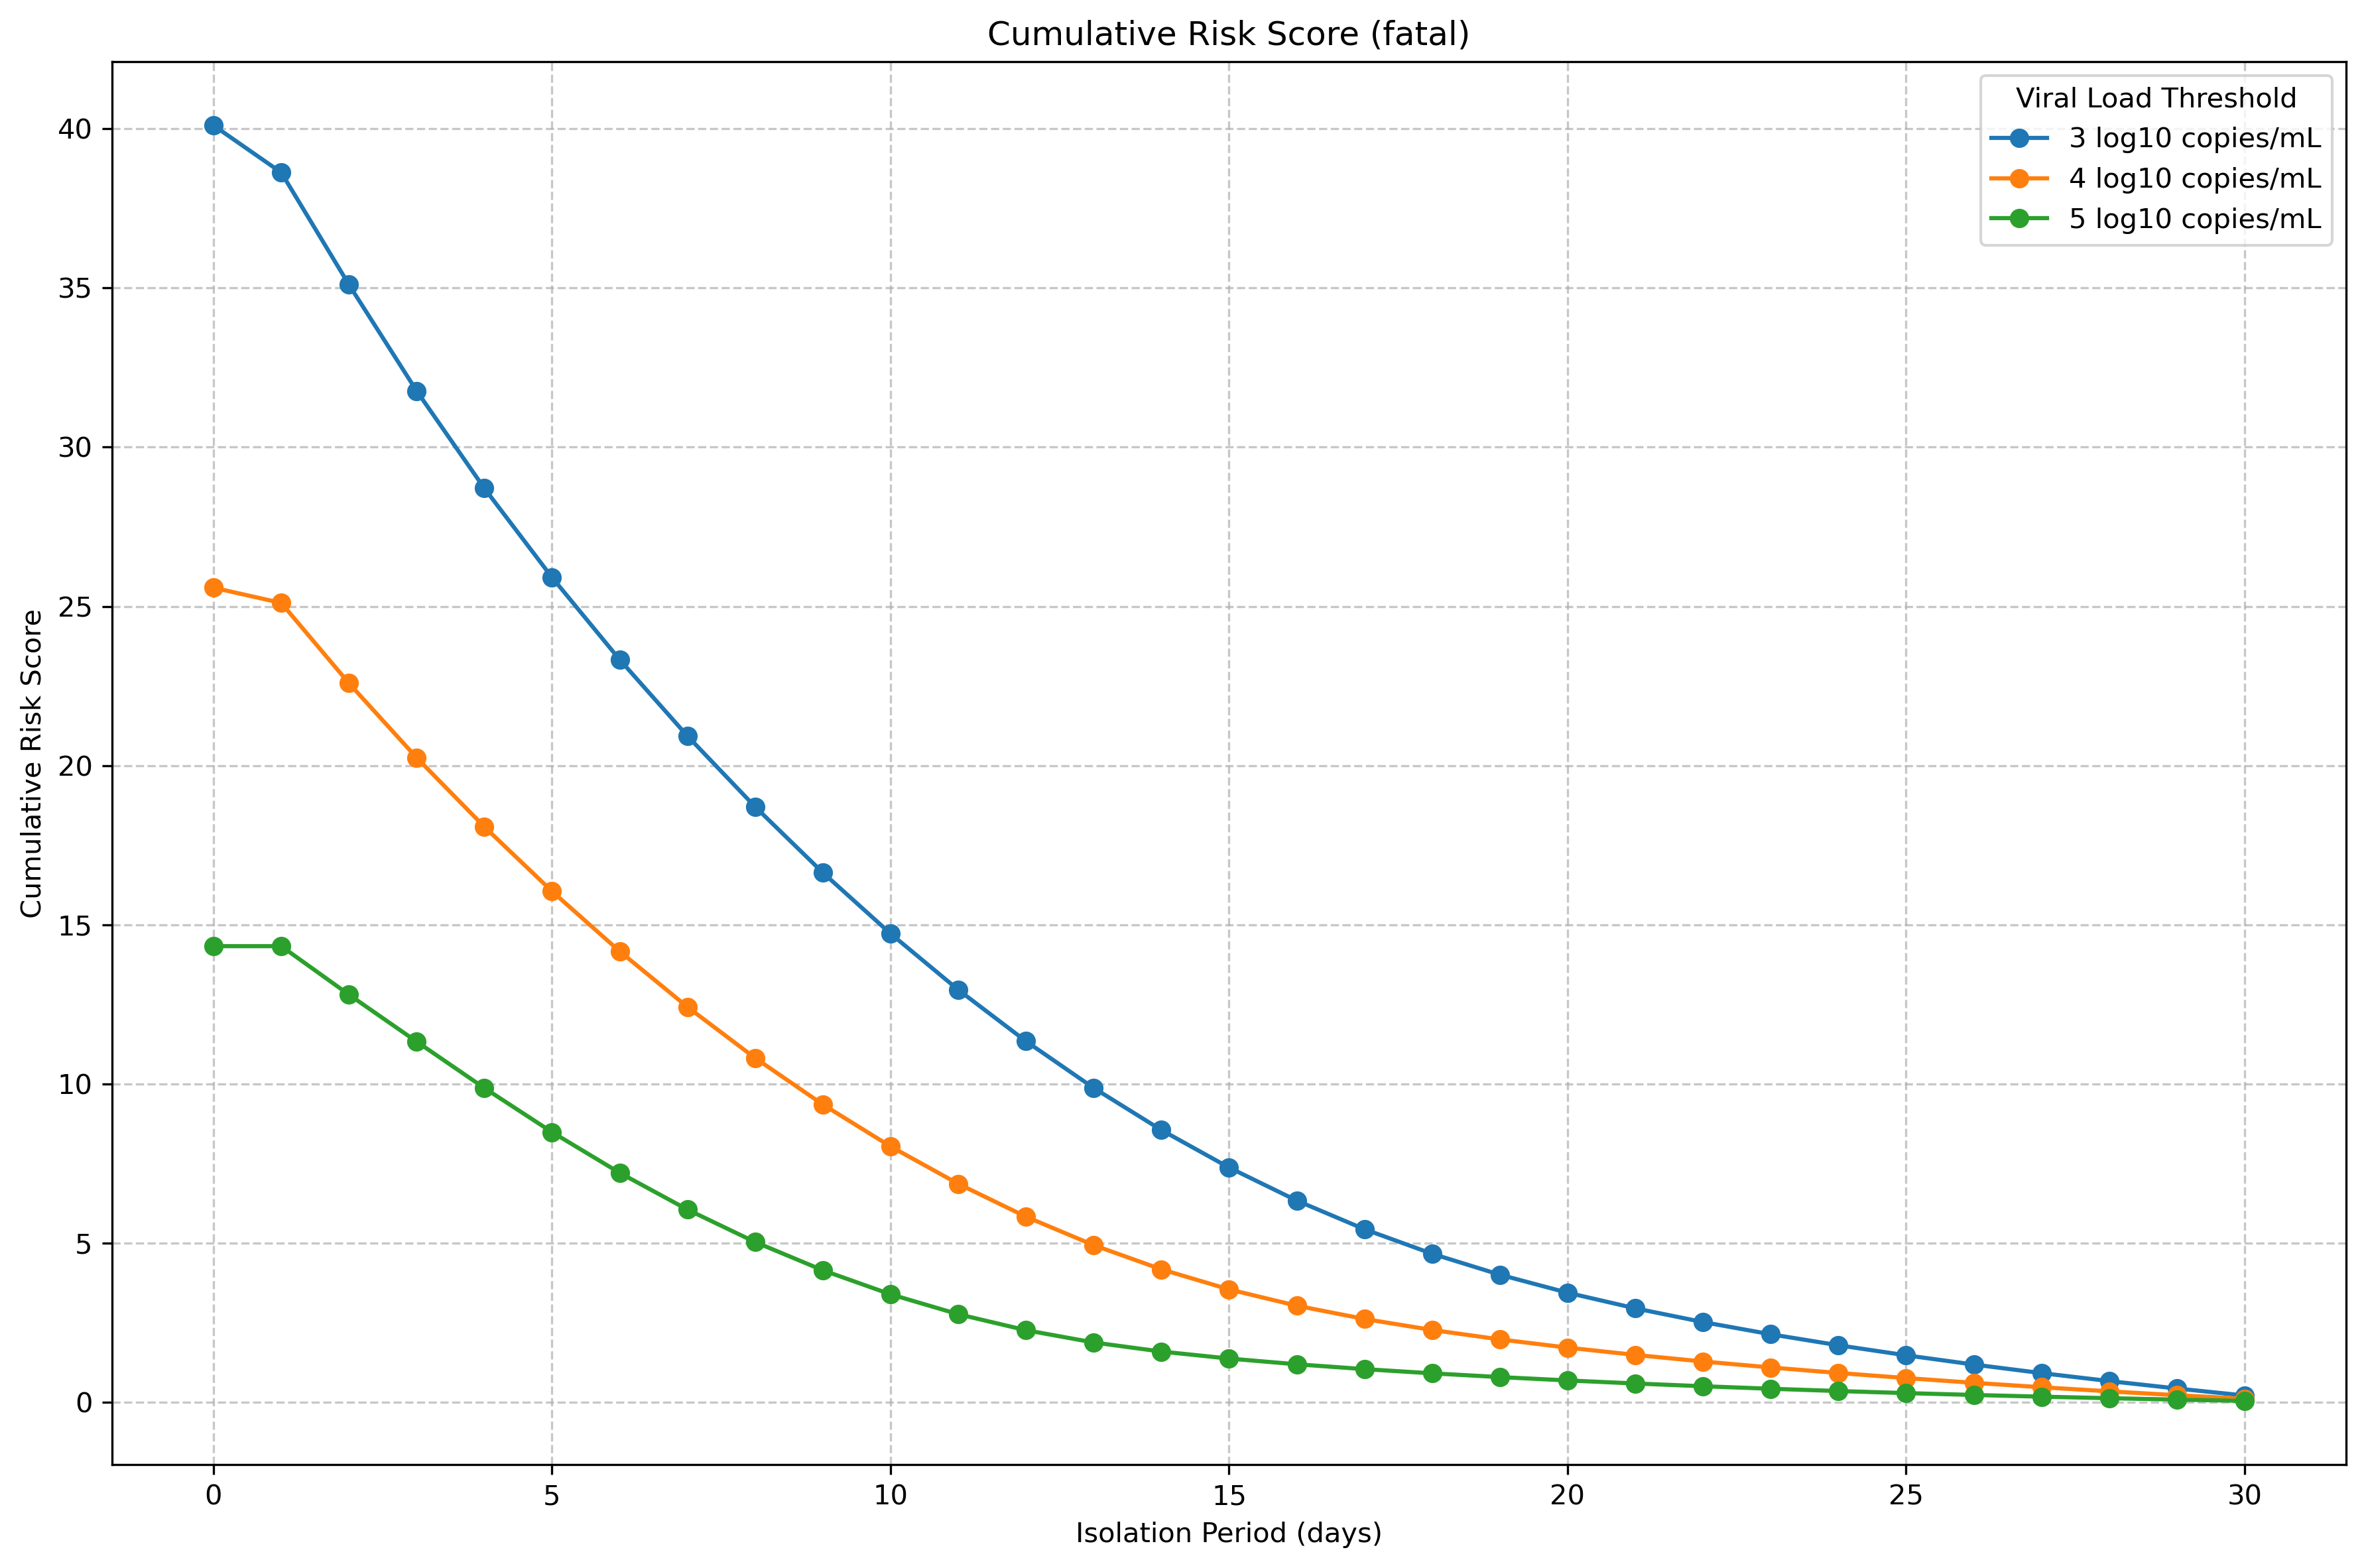 Cumulative Risk Score (fatal)
Viral Load Threshold
3 log10 copies/mL
4 log10 copies/mL
5 log10 copies/mL
Cumulative Risk Score
40
35
30
25
20
15
10
5
0
0 5 10 15 20 25 30
Isolation Period (days)